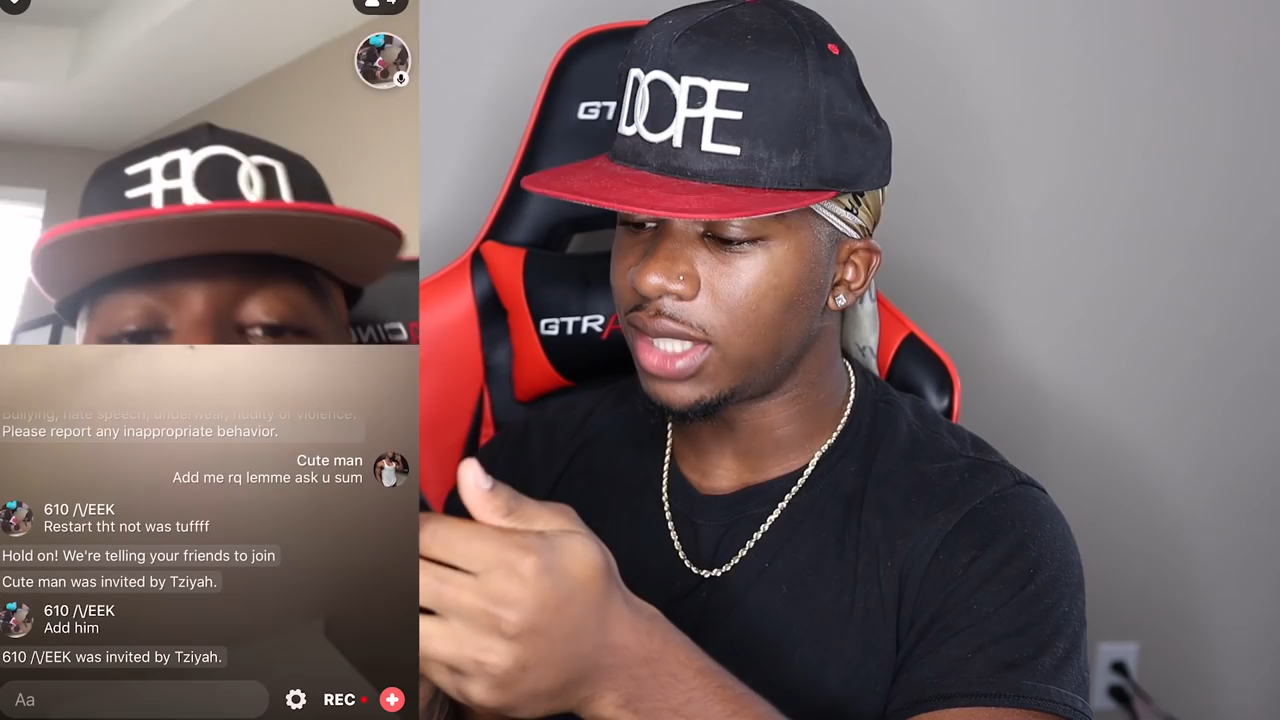 4
Bullying, hate speech, underwear, nudity or violence.
Please report any inappropriate behavior.
Cute man
Add me rq lemme ask u sum
610 /\/EEK
Restart tht not was tuffff
Hold on! We're telling your friends to join
Cute man was invited by Tziyah.
610 /\/EEK
Add him
610 /\/EEK was invited by Tziyah.
Aa
REC
DOPE
GT
GTRA